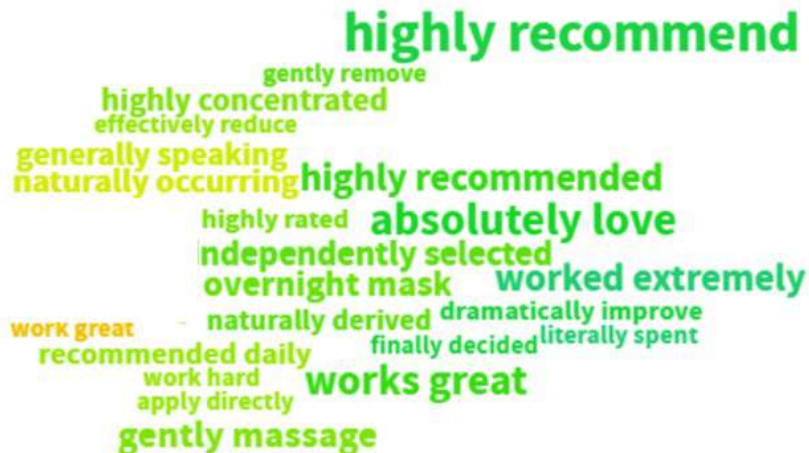 highly recommend
gently remove
highly concentrated
effectively reduce
generally speaking
naturally occurring highly recommended
highly rated absolutely love
independently selected
overnight mask worked extremely
naturally derived dramatically improve
work great finally decided literally spent
recommended daily
work hard works great
apply directly
gently massage